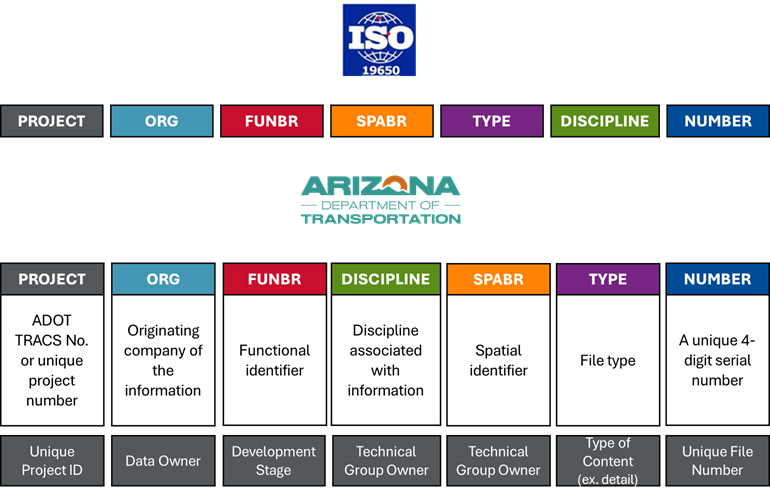 ISO
19650
PROJECT ORG FUNBR SPABR TYPE DISCIPLINE NUMBER
ARIZONA
DEPARTMENT OF
TRANSPORTATION
PROJECT ORG FUNBR DISCIPLINE SPABR TYPE NUMBER
ADOT
TRACS No.
or unique
project
number
Originating
company of
the
information
Functional
identifier
Discipline
associated
with
information
Spatial
identifier
File type
A unique 4-
digit serial
number
Unique
Project ID
Data Owner
Development
Stage
Technical
Group Owner
Technical
Group Owner
Type of
Content
(ex. detail)
Unique File
Number